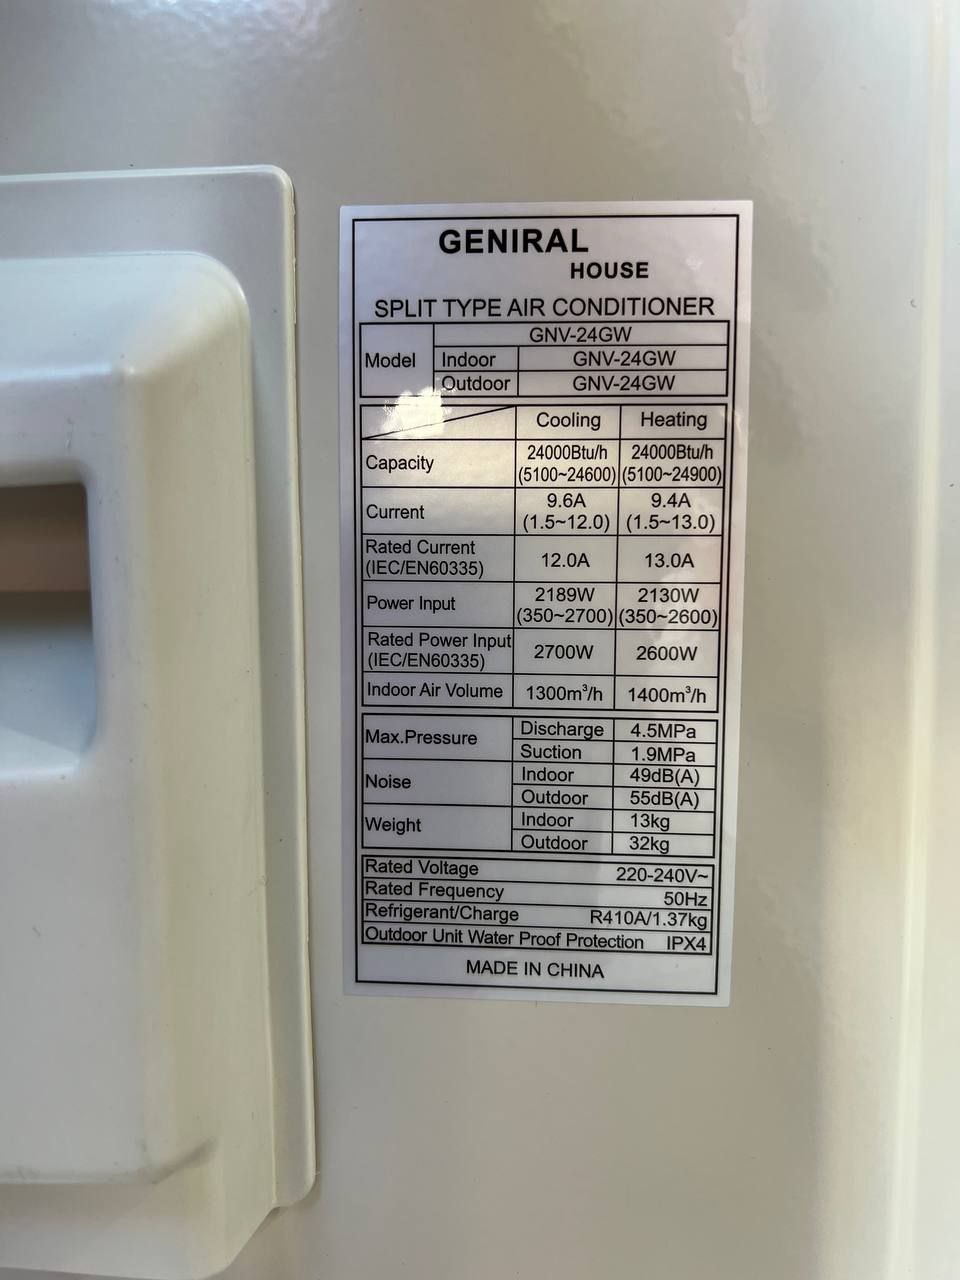 GENIRAL
HOUSE
SPLIT TYPE AIR CONDITIONER
Model
GNV-24GW
Indoor GNV-24GW
Outdoor GNV-24GW
Cooling Heating
Capacity 24000Btu/h 24000Btu/h
(5100~24600) (5100~24900)
Current 9.6A 9.4A
(1.5~12.0) (1.5~13.0)
Rated Current
(IEC/EN60335) 12.0A 13.0A
Power Input 2189W 2130W
(350~2700) (350~2600)
Rated Power Input
(IEC/EN60335) 2700W 2600W
Indoor Air Volume 1300m³/h 1400m³/h
Max.Pressure Discharge 4.5MPa
Suction 1.9MPa
Noise Indoor 49dB(A)
Outdoor 55dB(A)
Weight Indoor 13kg
Outdoor 32kg
Rated Voltage 220-240V~
Rated Frequency 50Hz
Refrigerant/Charge R410A/1.37kg
Outdoor Unit Water Proof Protection IPX4
MADE IN CHINA